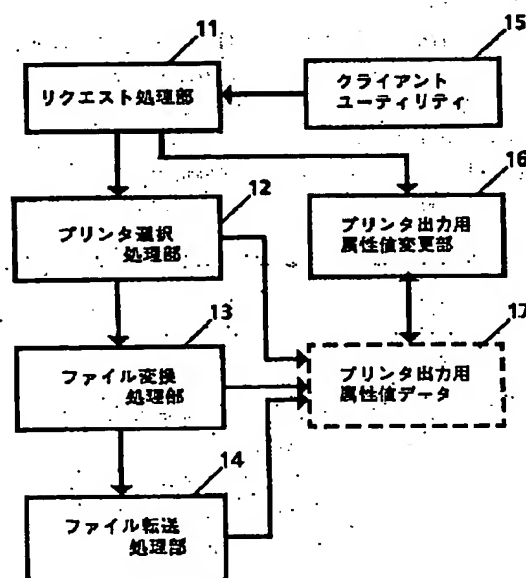 11
リクエスト処理部
15
クライアント
ユーティリティ
12
プリンタ選択
処理部
16
プリンタ出力用
属性値変更部
13
ファイル変換
処理部
17
プリンタ出力用
属性値データ
14
ファイル転送
処理部